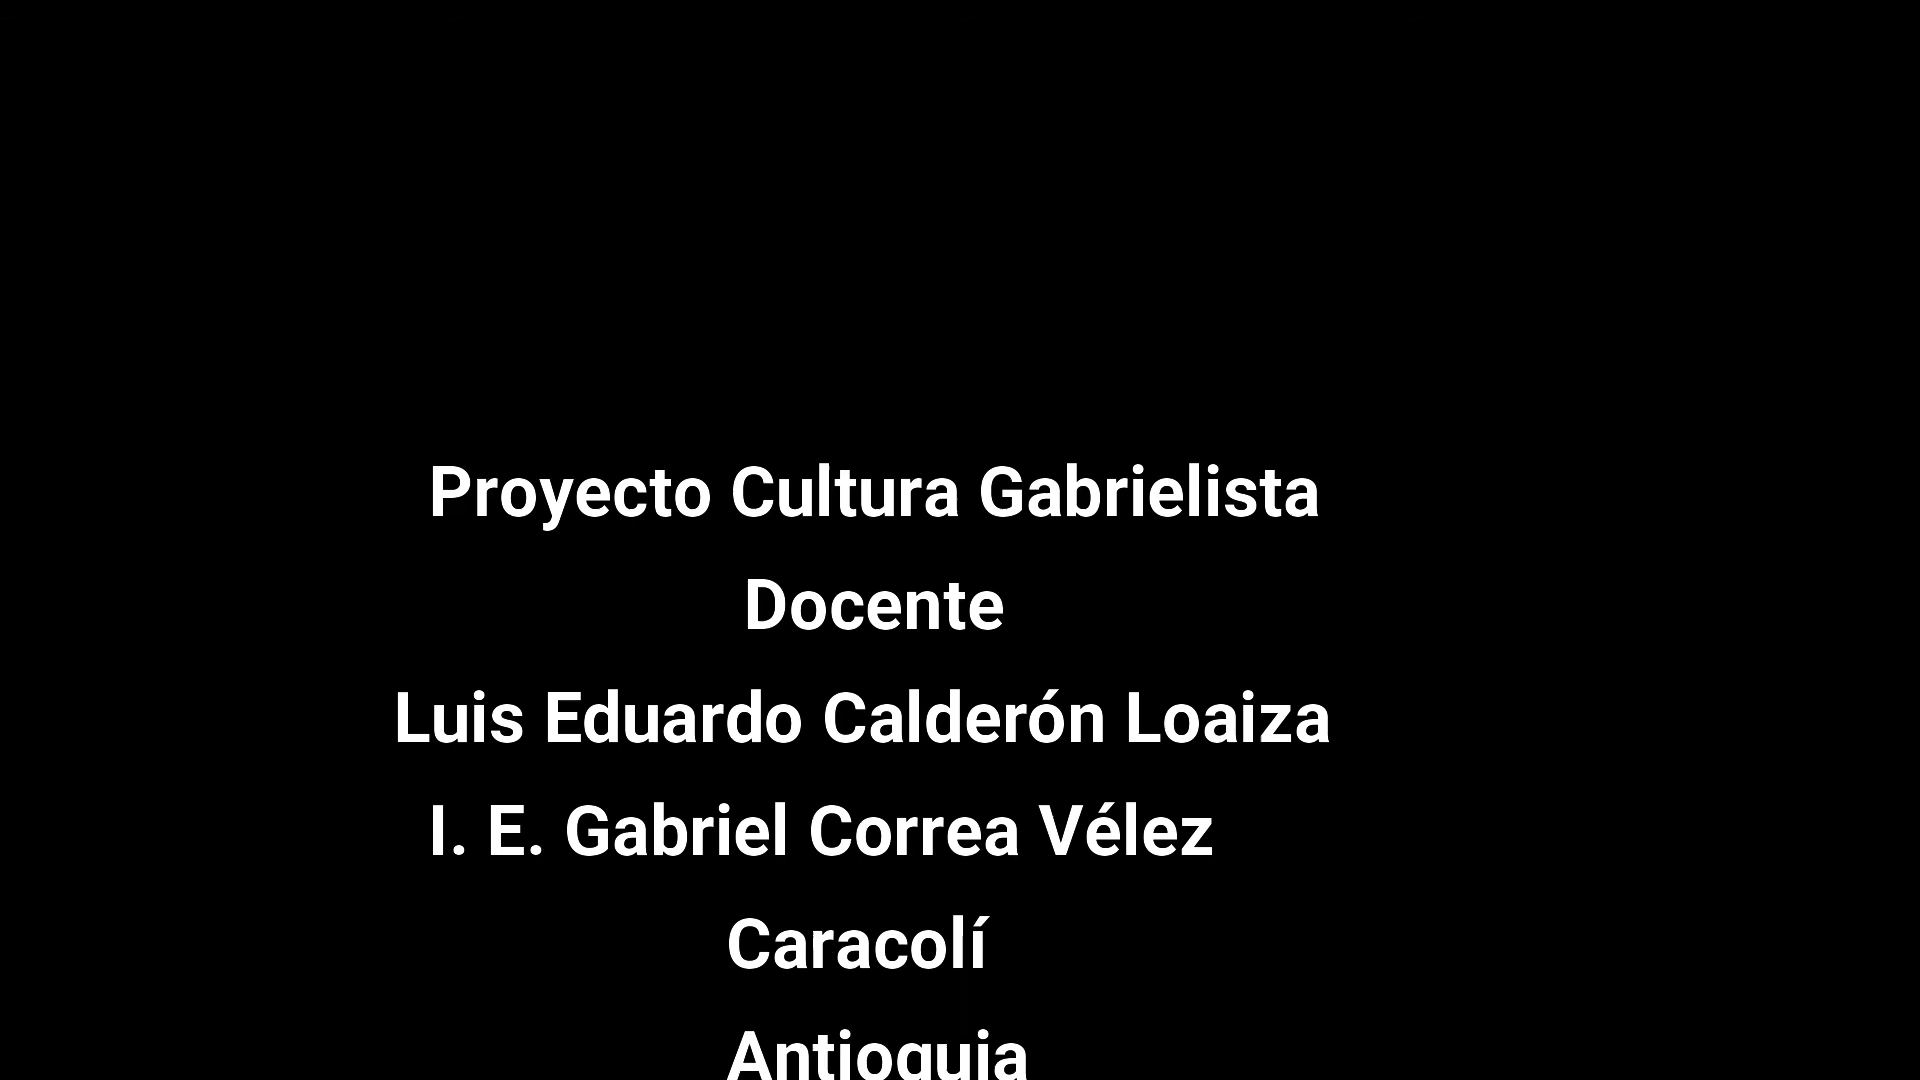 Proyecto Cultura Gabrielista
Docente
Luis Eduardo Calderón Loaiza
I. E. Gabriel Correa Vélez
Caracolí
Antioquia